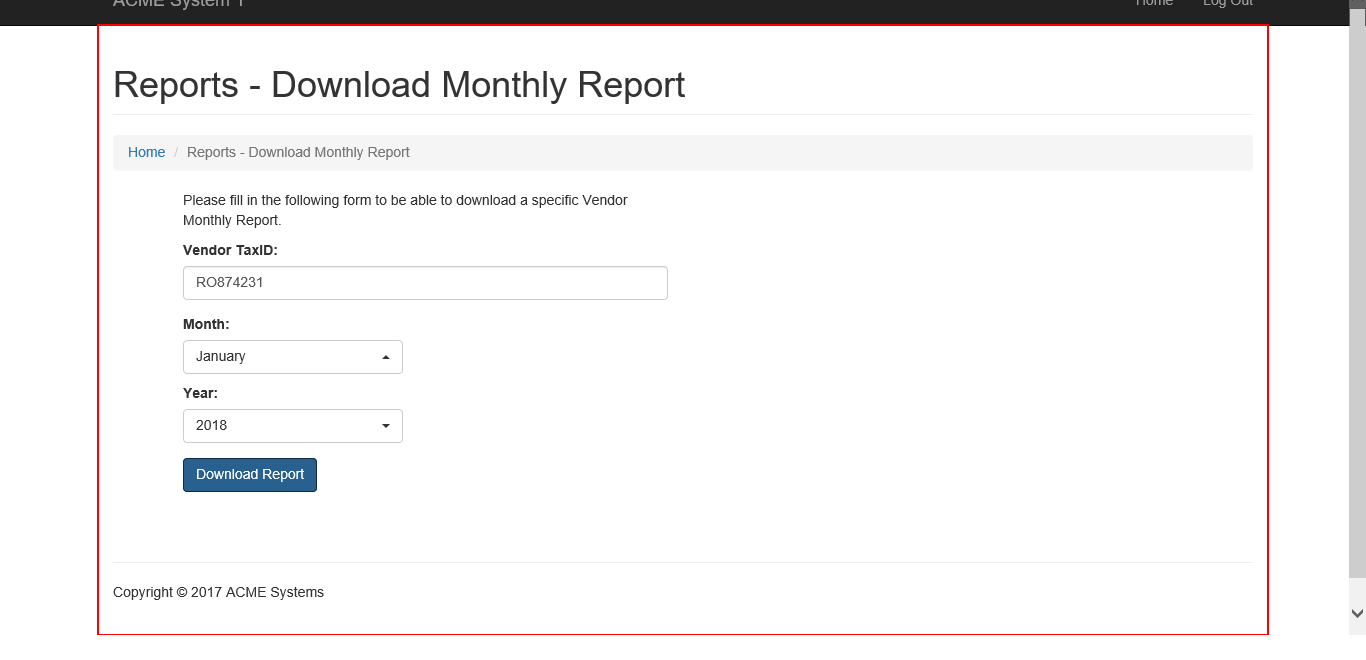 ACME System 1
Home
Log Out
Reports - Download Monthly Report
Home / Reports - Download Monthly Report
Please fill in the following form to be able to download a specific Vendor
Monthly Report.
Vendor TaxID:
RO874231
Month:
January
Year:
2018
Download Report
Copyright © 2017 ACME Systems